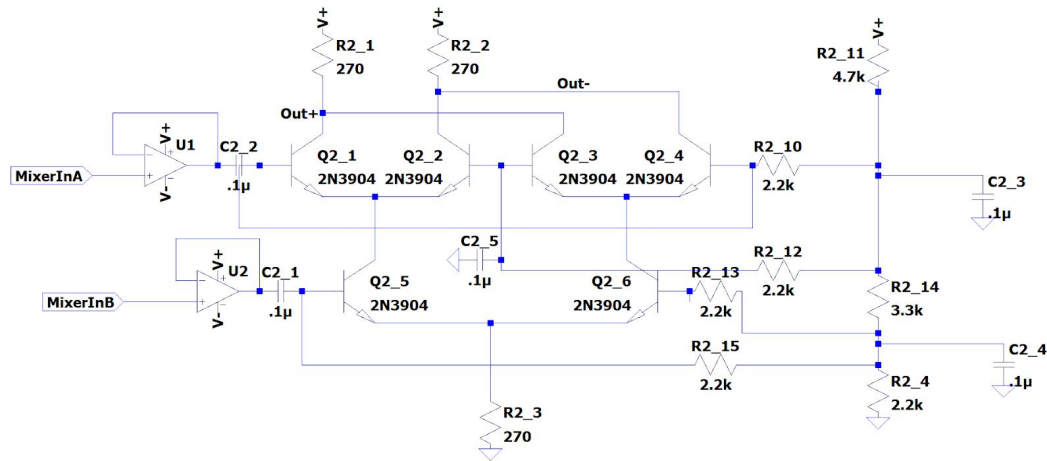 V+
R2_1
270
V+
R2_2
270
V+
R2_11
4.7k
Out-
Out+
V+
U1
C2_2
.1µ
MixerInA
V-
Q2_1
2N3904
Q2_2
2N3904
Q2_3
2N3904
Q2_4
2N3904
R2_10
2.2k
C2_3
.1µ
V+
U2
C2_1
.1µ
MixerInB
V-
C2_5
.1µ
Q2_5
2N3904
Q2_6
2N3904
R2_12
2.2k
R2_13
2.2k
R2_14
3.3k
R2_15
2.2k
C2_4
.1µ
R2_4
2.2k
R2_3
270